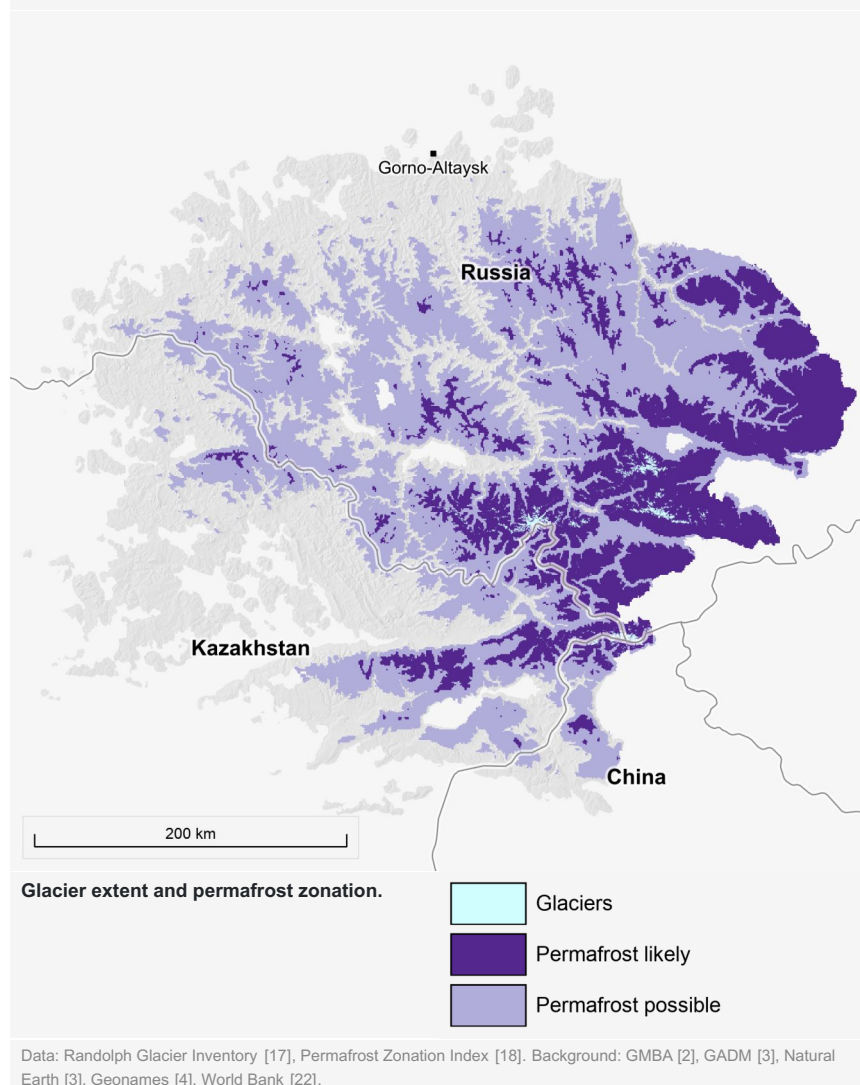 Gorno-Altaysk
Russia
Kazakhstan
China
200 km
Glacier extent and permafrost zonation.
Glaciers
Permafrost likely
Permafrost possible
Data: Randolph Glacier Inventory [17], Permafrost Zonation Index [18]. Background: GMBA [2], GADM [3], Natural
Earth [3], Geonames [4], World Bank [22].